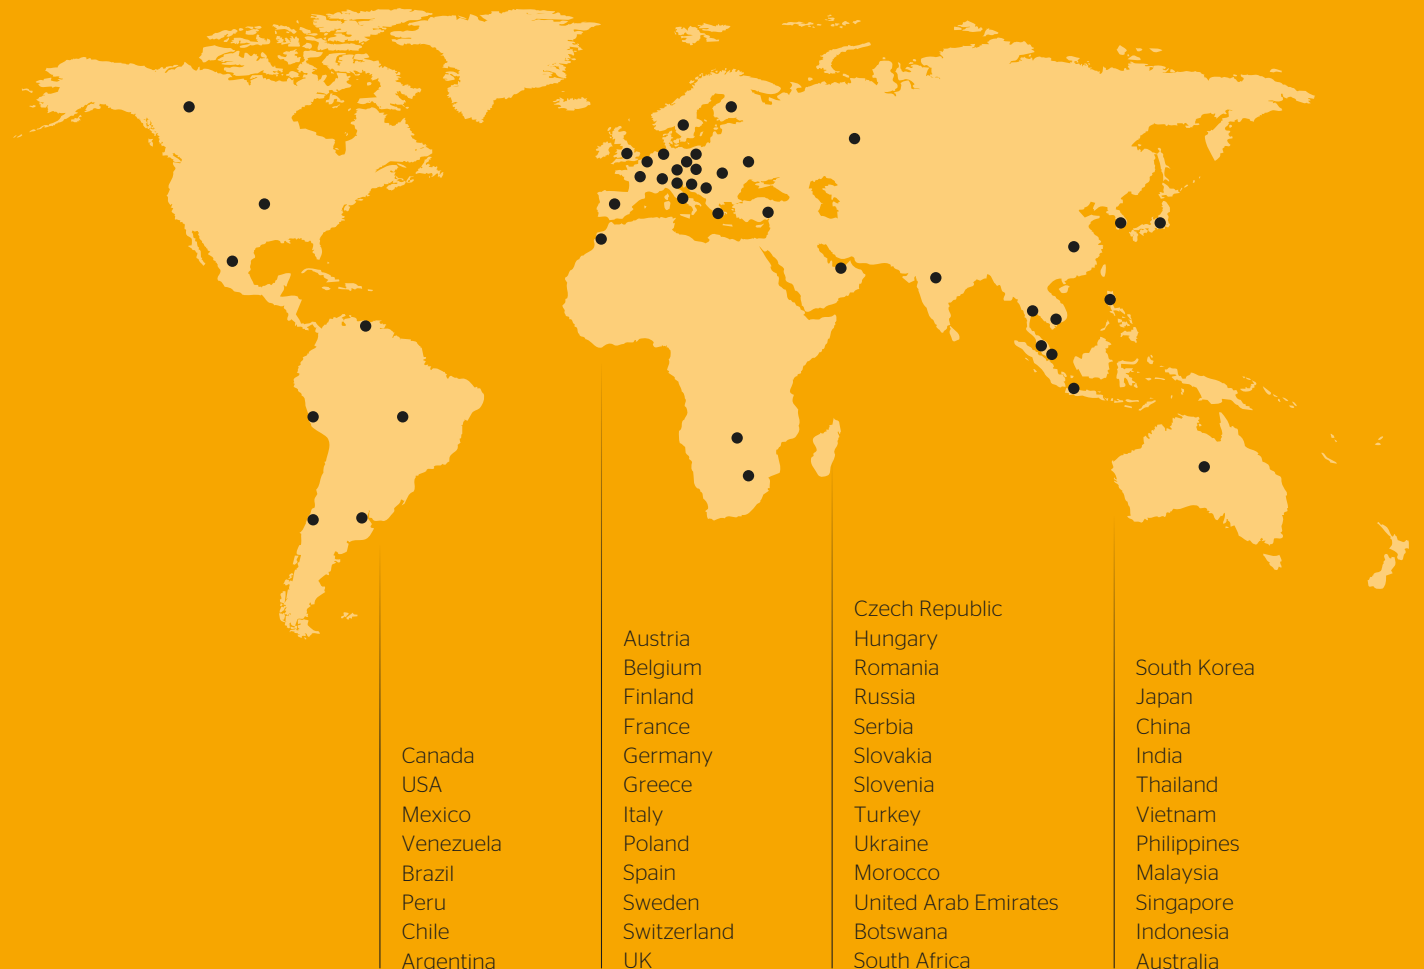 Canada
USA
Mexico
Venezuela
Brazil
Peru
Chile
Argentina
Austria
Belgium
Finland
France
Germany
Greece
Italy
Poland
Spain
Sweden
Switzerland
UK
Czech Republic
Hungary
Romania
Russia
Serbia
Slovakia
Slovenia
Turkey
Ukraine
Morocco
United Arab Emirates
Botswana
South Africa
South Korea
Japan
China
India
Thailand
Vietnam
Philippines
Malaysia
Singapore
Indonesia
Australia